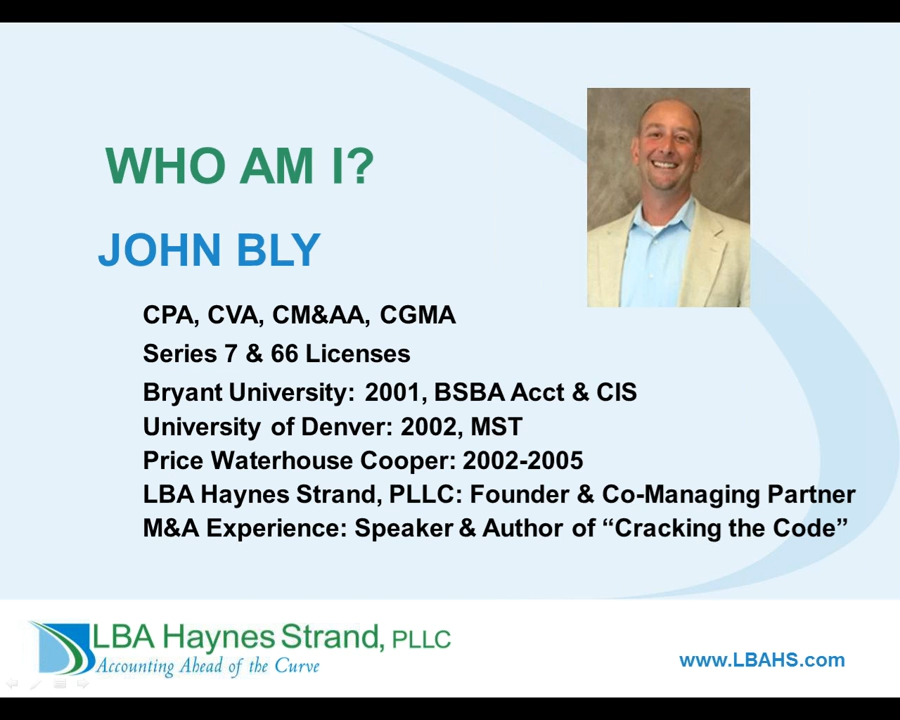 WHO AM I?
JOHN BLY
CPA, CVA, CM&AA, CGMA
Series 7 & 66 Licenses
Bryant University: 2001, BSBA Acct & CIS
University of Denver: 2002, MST
Price Waterhouse Cooper: 2002-2005
LBA Haynes Strand, PLLC: Founder & Co-Managing Partner
M&A Experience: Speaker & Author of “Cracking the Code”
LBA Haynes Strand, PLLC
Accounting Ahead of the Curve
www.LBAHS.com